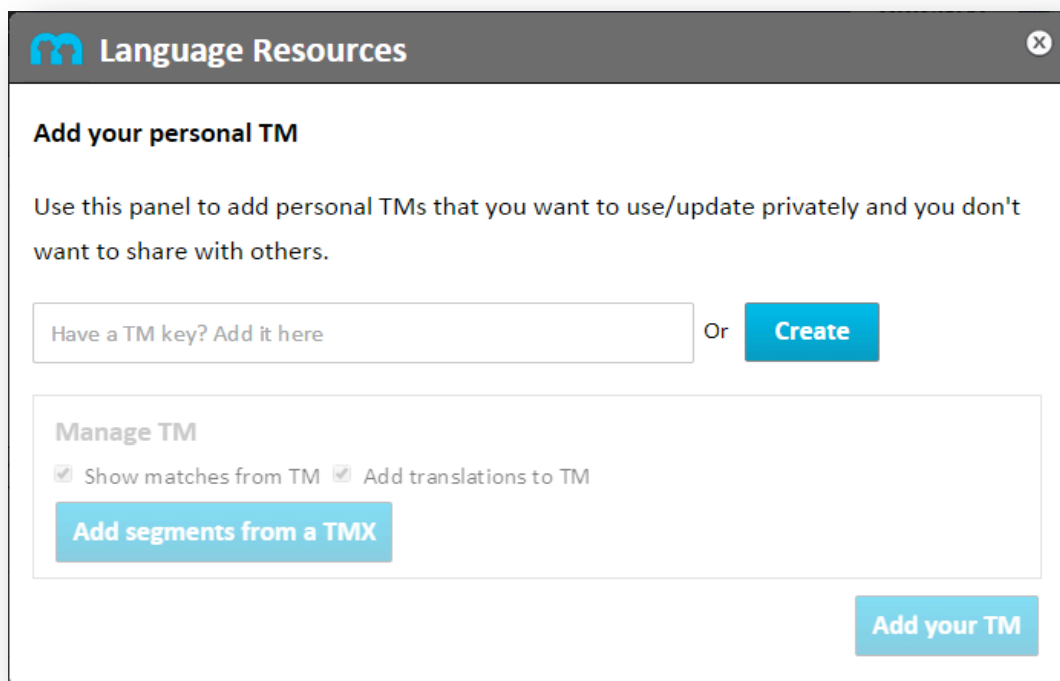 Language Resources
Add your personal TM
Use this panel to add personal TMs that you want to use/update privately and you don't
want to share with others.
Have a TM key? Add it here
Or
Create
Manage TM
Show matches from TM
Add translations to TM
Add segments from a TMX
Add your TM